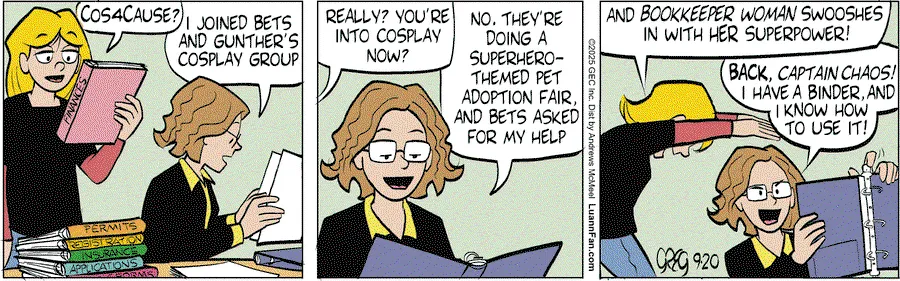 COS4CAUSE?
I JOINED BETS
AND GUNTHER'S
COSPLAY GROUP
FINANCES
PERMITS
REGISTRATION
INSURANCE
APPLICATIONS
FORMS
REALLY? YOU'RE
INTO COSPLAY
NOW?
NO. THEY'RE
DOING A
SUPERHERO-
THEMED PET
ADOPTION FAIR,
AND BETS ASKED
FOR MY HELP
©2025 GEC Inc. Dist by Andrews McMeel LuannFan.com
AND BOOKKEEPER WOMAN SWOOSHES
IN WITH HER SUPERPOWER!
BACK, CAPTAIN CHAOS!
I HAVE A BINDER, AND
I KNOW HOW
TO USE IT!
GREG 9-20